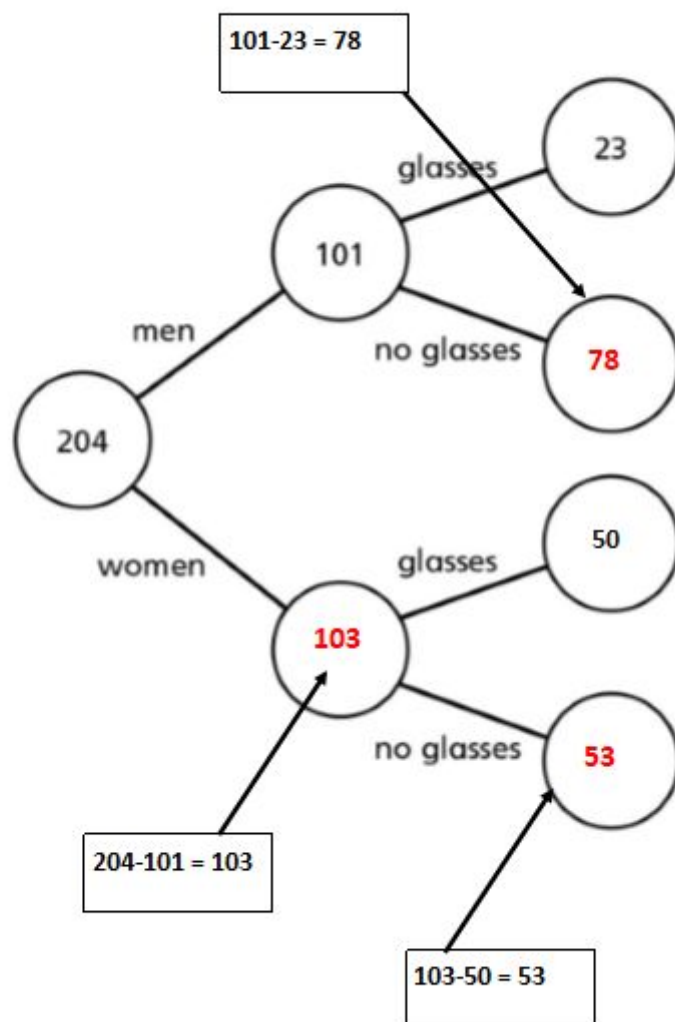 101-23 = 78
23
glasses
101
men
no glasses
78
204
50
women
glasses
103
no glasses
53
204-101 = 103
103-50 = 53